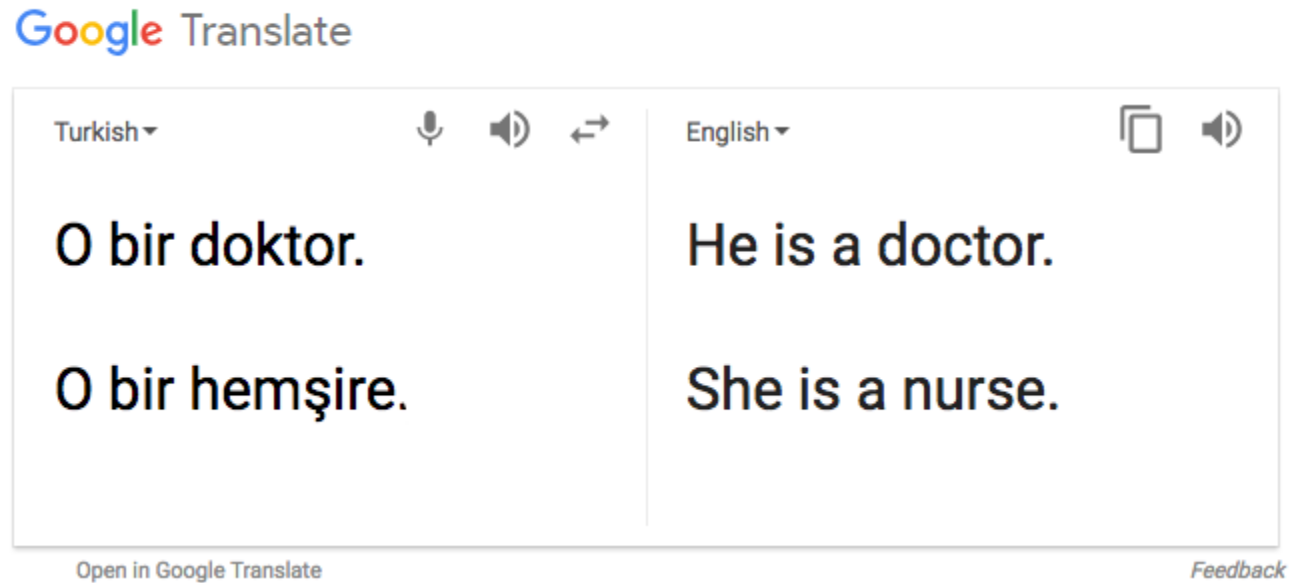 Google Translate
Turkish English
O bir doktor. He is a doctor.
O bir hemşire. She is a nurse.
Open in Google Translate Feedback